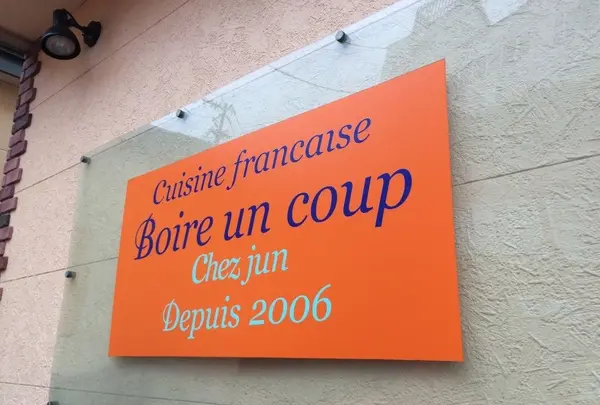 Cuisine francaise
Boire un coup
Chez jun
Depuis 2006